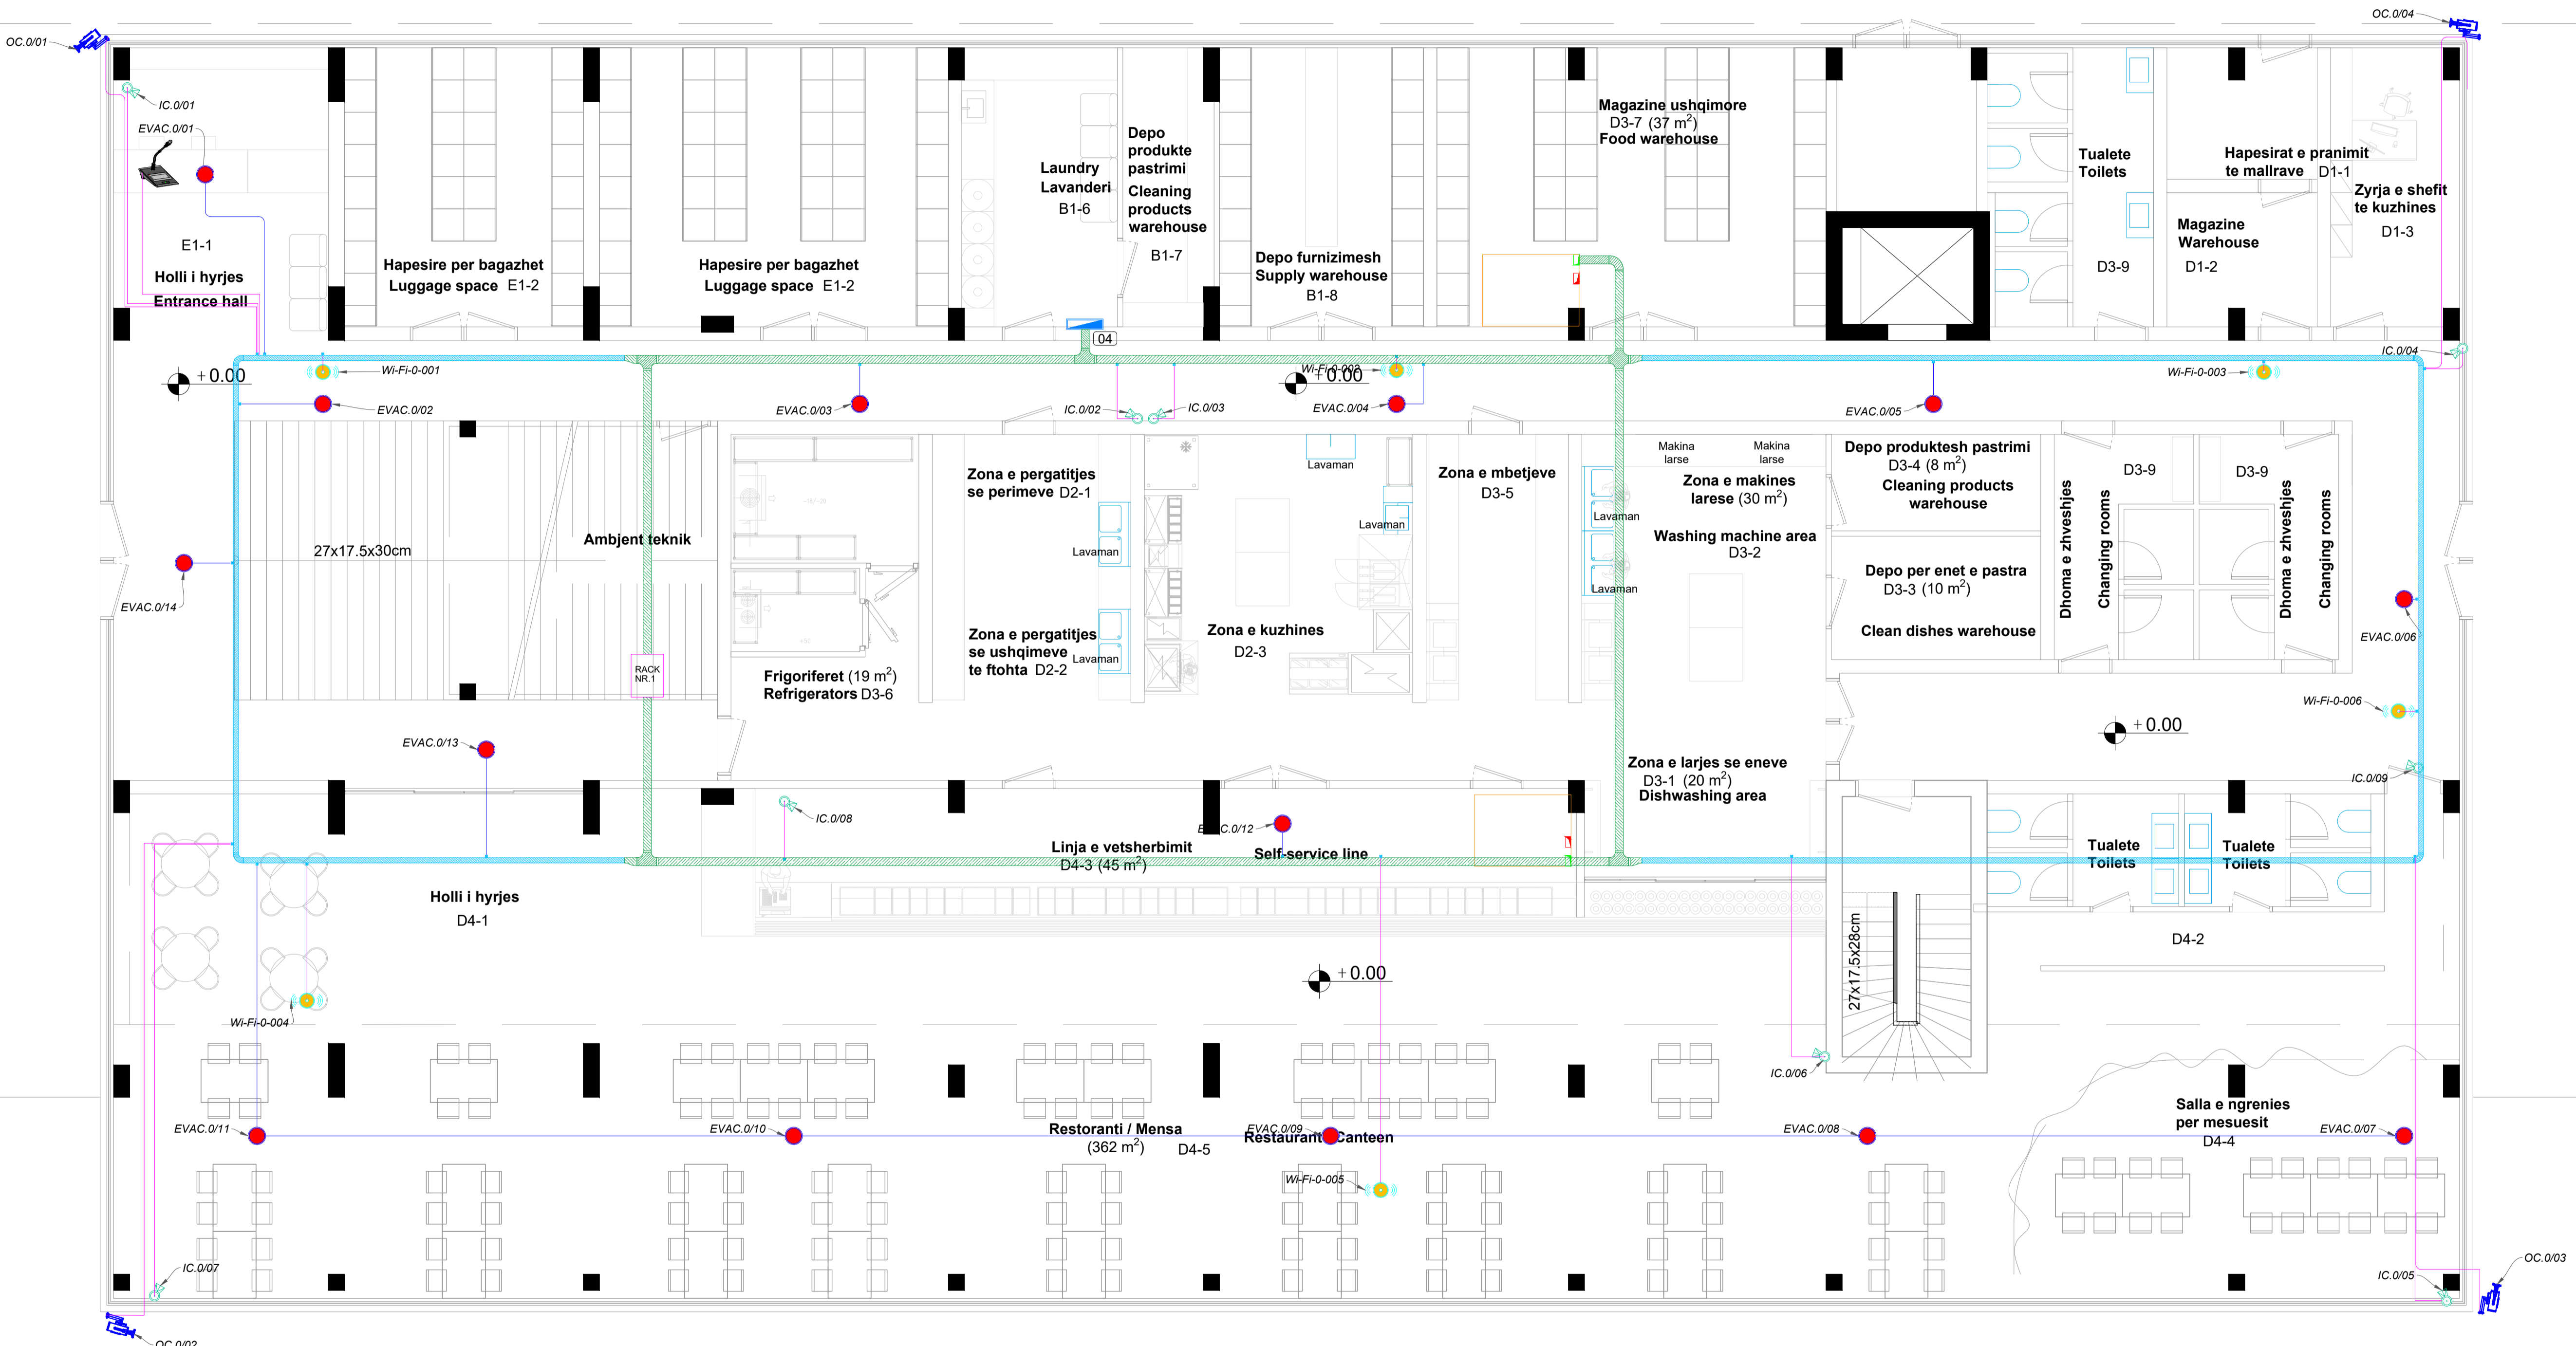 OC.0/01
OC.0/04
IC.0/01
EVAC.0/01
E1-1
Holli i hyrjes
Entrance hall
Hapesire per bagazhet
Luggage space E1-2
Hapesire per bagazhet
Luggage space E1-2
Laundry
Lavanderi
B1-6
Depo
produkte
pastrimi
Cleaning
products
warehouse
B1-7
Depo furnizimesh
Supply warehouse
B1-8
Magazine ushqimore
D3-7 (37 m²)
Food warehouse
Tualete
Toilets
D3-9
Hapesirat e pranimit
te mallrave D1-1
Magazine
Warehouse
D1-2
Zyrja e shefit
te kuzhines
D1-3
04
IC.0/04
+0.00
Wi-Fi-0-001
EVAC.0/02
EVAC.0/03
IC.0/02
IC.0/03
Wi-Fi-0-002
+0.00
EVAC.0/04
EVAC.0/05
Wi-Fi-0-003
27x17.5x30cm
Ambjent teknik
RACK
NR.1
EVAC.0/14
EVAC.0/13
Frigoriferet (19 m²)
Refrigerators D3-6
Zona e pergatitjes
se perimeve D2-1
Lavaman
Zona e pergatitjes
se ushqimeve
te ftohta D2-2
Lavaman
Zona e kuzhines
D2-3
Lavaman
Lavaman
Zona e mbetjeve
D3-5
Lavaman
Lavaman
Makina
larse
Makina
larse
Zona e makines
larese (30 m²)
Washing machine area
D3-2
Depo produktesh pastrimi
D3-4 (8 m²)
Cleaning products
warehouse
Depo per enet e pastra
D3-3 (10 m²)
Clean dishes warehouse
Dhoma e zhveshjes
Changing rooms
D3-9
D3-9
Dhoma e zhveshjes
Changing rooms
EVAC.0/06
Wi-Fi-0-006
+0.00
IC.0/09
Zona e larjes se eneve
D3-1 (20 m²)
Dishwashing area
IC.0/08
EVAC.0/12
Linja e vetsherbimit
D4-3 (45 m²)
Self-service line
Holli i hyrjes
D4-1
Tualete
Toilets
Tualete
Toilets
D4-2
27x17.5x28cm
+0.00
Wi-Fi-0-004
IC.0/06
EVAC.0/11
EVAC.0/10
Restoranti / Mensa
(362 m²) D4-5
EVAC.0/09
Restaurant Canteen
EVAC.0/08
Salla e ngrenies
per mesuesit
D4-4
EVAC.0/07
Wi-Fi-0-005
IC.0/07
IC.0/05
OC.0/03
OC.0/02